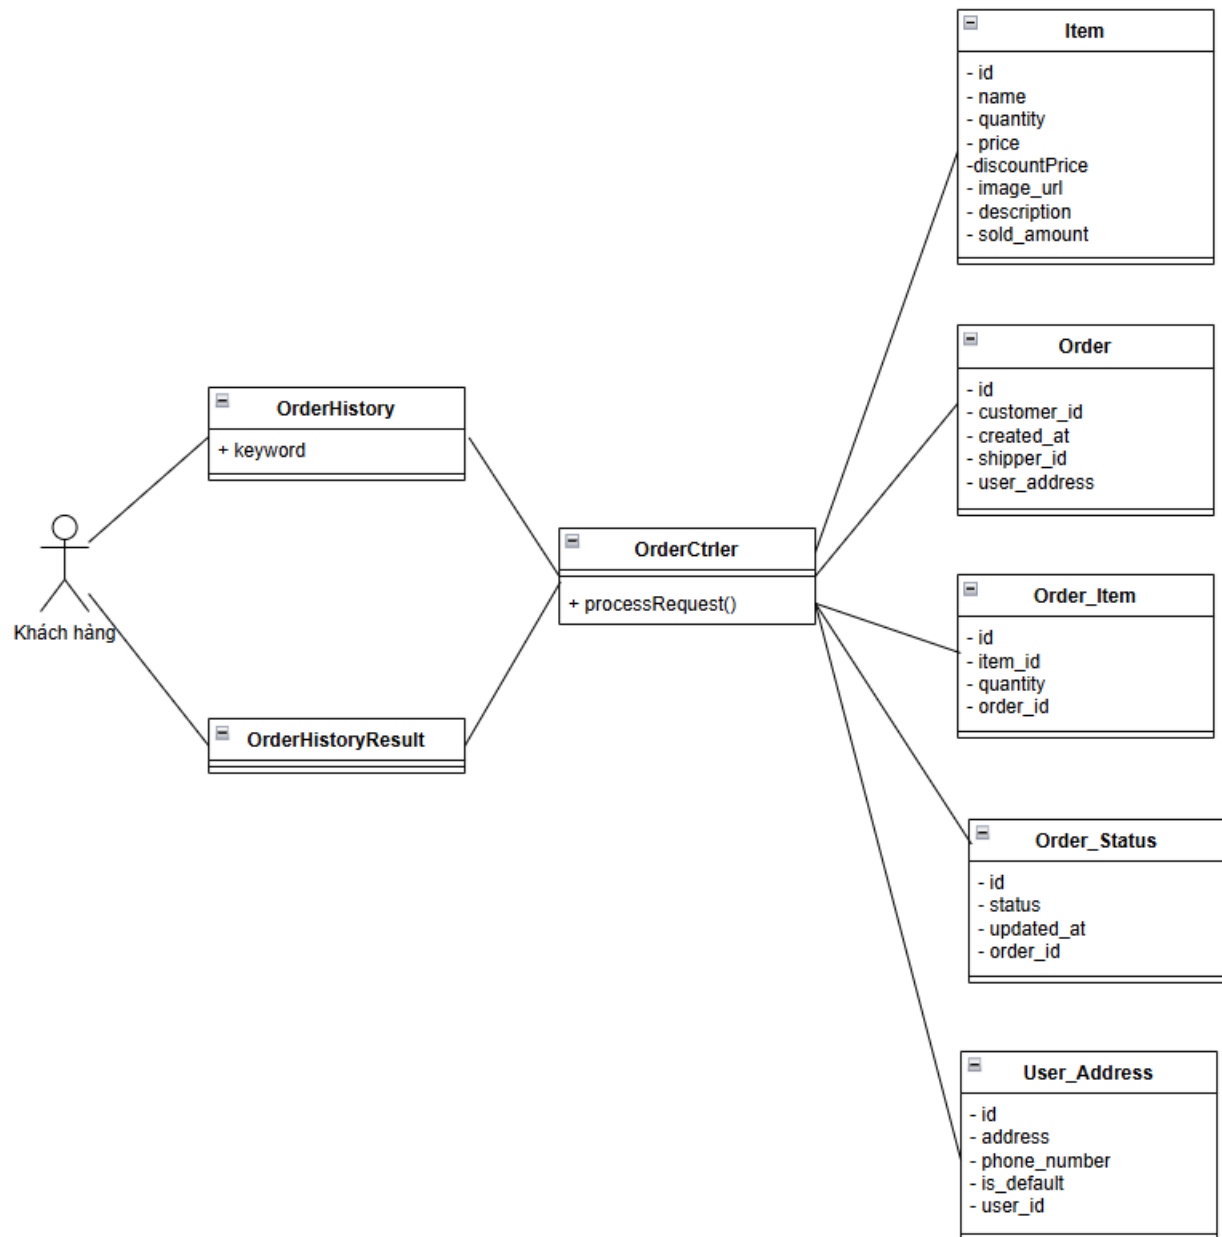 Item
- id
- name
- quantity
- price
-discountPrice
- image_url
- description
- sold_amount
Order
- id
- customer_id
- created_at
- shipper_id
- user_address
OrderHistory
+ keyword
OrderCtrler
+ processRequest()
Khách hàng
Order_Item
- id
- item_id
- quantity
- order_id
OrderHistoryResult
Order_Status
- id
- status
- updated_at
- order_id
User_Address
- id
- address
- phone_number
- is_default
- user_id